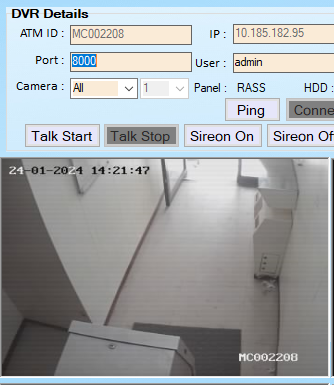 DVR Details
ATM ID : MC002208 IP : 10.185.182.95
Port : 8000 User : admin
Camera : All 1 Panel : RASS HDD :
Ping Conne
Talk Start Talk Stop Sireon On Sireon Of
24-01-2024 14:21:47
MC002208